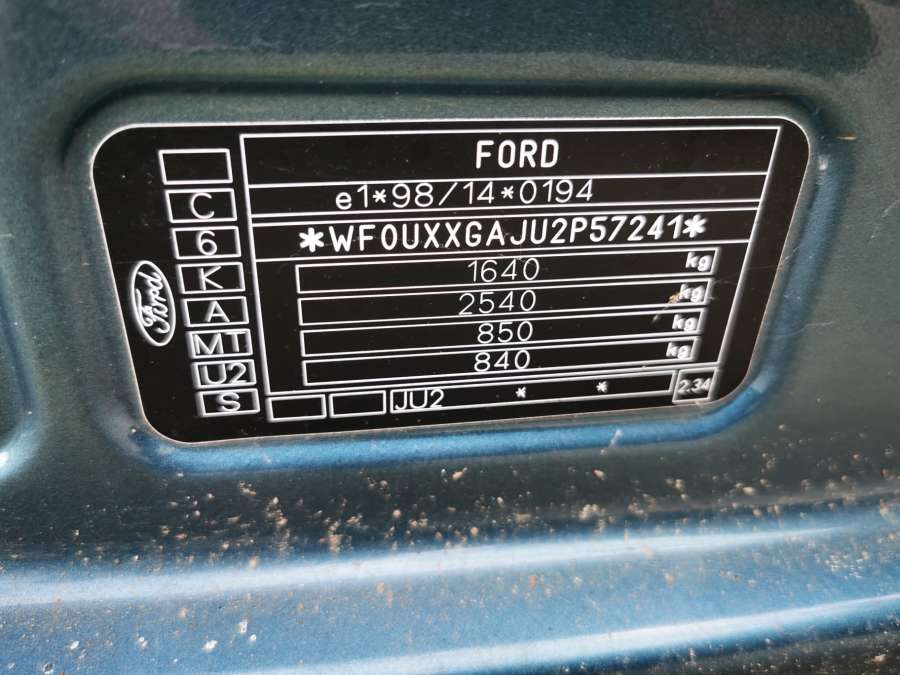 FORD
e1*98/14*0194
*WF0UXXGAJU2P57241*
1640 kg
2540 kg
850 kg
840 kg
JU2 * * 2.34
C
6
K
A
MT
U2
S
Ford